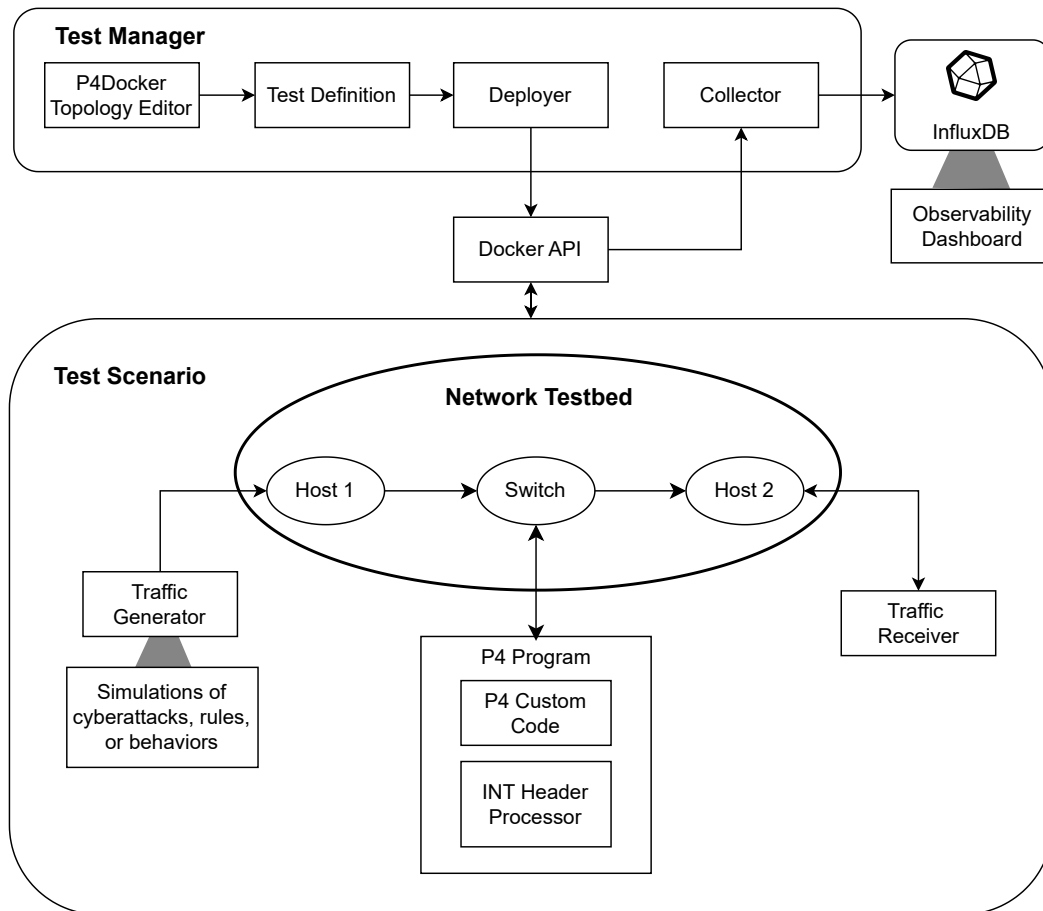 Test Manager
P4Docker
Topology Editor
Test Definition
Deployer
Collector
InfluxDB
Observability
Dashboard
Docker API
Test Scenario
Network Testbed
Host 1
Switch
Host 2
Traffic
Generator
Traffic
Receiver
Simulations of
cyberattacks, rules,
or behaviors
P4 Program
P4 Custom
Code
INT Header
Processor